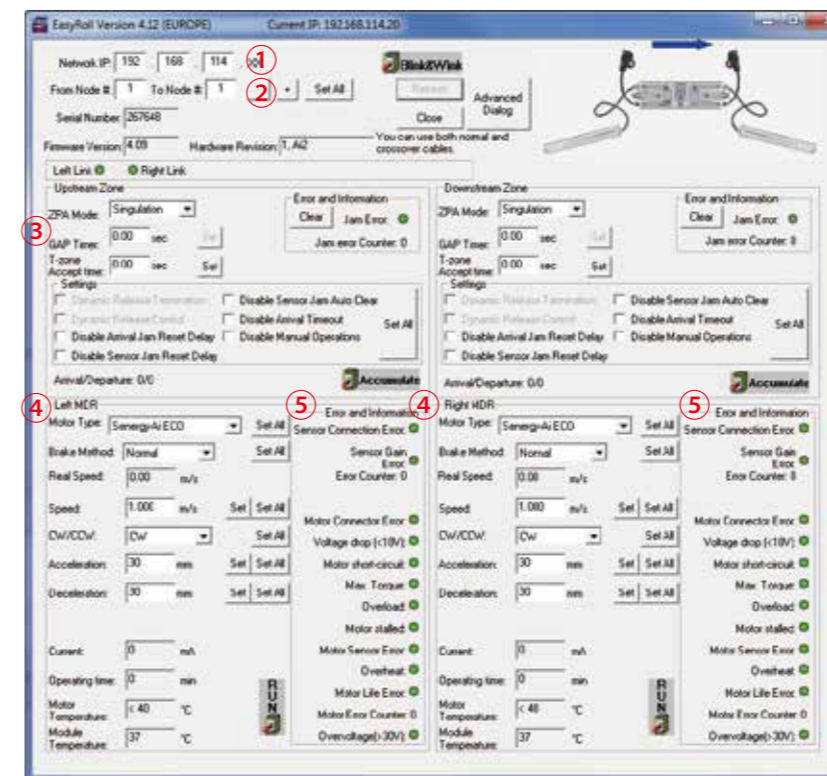 EasyRoll Version 4.12 (EUROPE) Current IP: 192.168.114.20
Network IP: 192 . 168 . 114 . ①
Blink&Wink
From Node #: 1 To Node #: 1 ② + Set All Refresh
Advanced Dialog
Serial Number: 267648 Close
Firmware Version: 4.09 Hardware Revision: 1, Ai2
You can use both normal and crossover cables.
Left Link Right Link
Upstream Zone
ZPA Mode: Singulation
③
GAP Timer: 0.00 sec Set
T-zone Accept time: 0.00 sec Set
Error and Information
Clear Jam Error:
Jam error Counter: 0
Settings
Dynamic Release Termination Disable Sensor Jam Auto Clear
Dynamic Release Control Disable Arrival Timeout Set All
Disable Arrival Jam Reset Delay Disable Manual Operations
Disable Sensor Jam Reset Delay
Arrival/Departure: 0/0 Accumulate
Downstream Zone
ZPA Mode: Singulation
GAP Timer: 0.00 sec Set
T-zone Accept time: 0.00 sec Set
Error and Information
Clear Jam Error:
Jam error Counter: 0
Settings
Dynamic Release Termination Disable Sensor Jam Auto Clear
Dynamic Release Control Disable Arrival Timeout Set All
Disable Arrival Jam Reset Delay Disable Manual Operations
Disable Sensor Jam Reset Delay
Arrival/Departure: 0/0 Accumulate
④ Left MDR
Motor Type: Senergy-Ai ECO Set All
Brake Method: Normal Set All
Real Speed: 0.00 m/s
Speed: 1.000 m/s Set Set All
CW/CCW: CW Set All
Acceleration: 30 mm Set Set All
Deceleration: 30 mm Set Set All
Current: 0 mA
Operating time: 0 min
Motor Temperature: < 40 °C
Module Temperature: 37 °C
RUN
⑤ Error and Information
Sensor Connection Error:
Sensor Gain Error:
Error Counter: 0
Motor Connector Error:
Voltage drop (<18V):
Motor short-circuit:
Max. Torque:
Overload:
Motor stalled:
Motor Sensor Error:
Overheat:
Motor Life Error:
Motor Error Counter: 0
Overvoltage(>30V):
④ Right MDR
Motor Type: Senergy-Ai ECO Set All
Brake Method: Normal Set All
Real Speed: 0.00 m/s
Speed: 1.000 m/s Set Set All
CW/CCW: CW Set All
Acceleration: 30 mm Set Set All
Deceleration: 30 mm Set Set All
Current: 0 mA
Operating time: 0 min
Motor Temperature: < 40 °C
Module Temperature: 37 °C
RUN
⑤ Error and Information
Sensor Connection Error:
Sensor Gain Error:
Error Counter: 0
Motor Connector Error:
Voltage drop (<18V):
Motor short-circuit:
Max. Torque:
Overload:
Motor stalled:
Motor Sensor Error:
Overheat:
Motor Life Error:
Motor Error Counter: 0
Overvoltage(>30V):